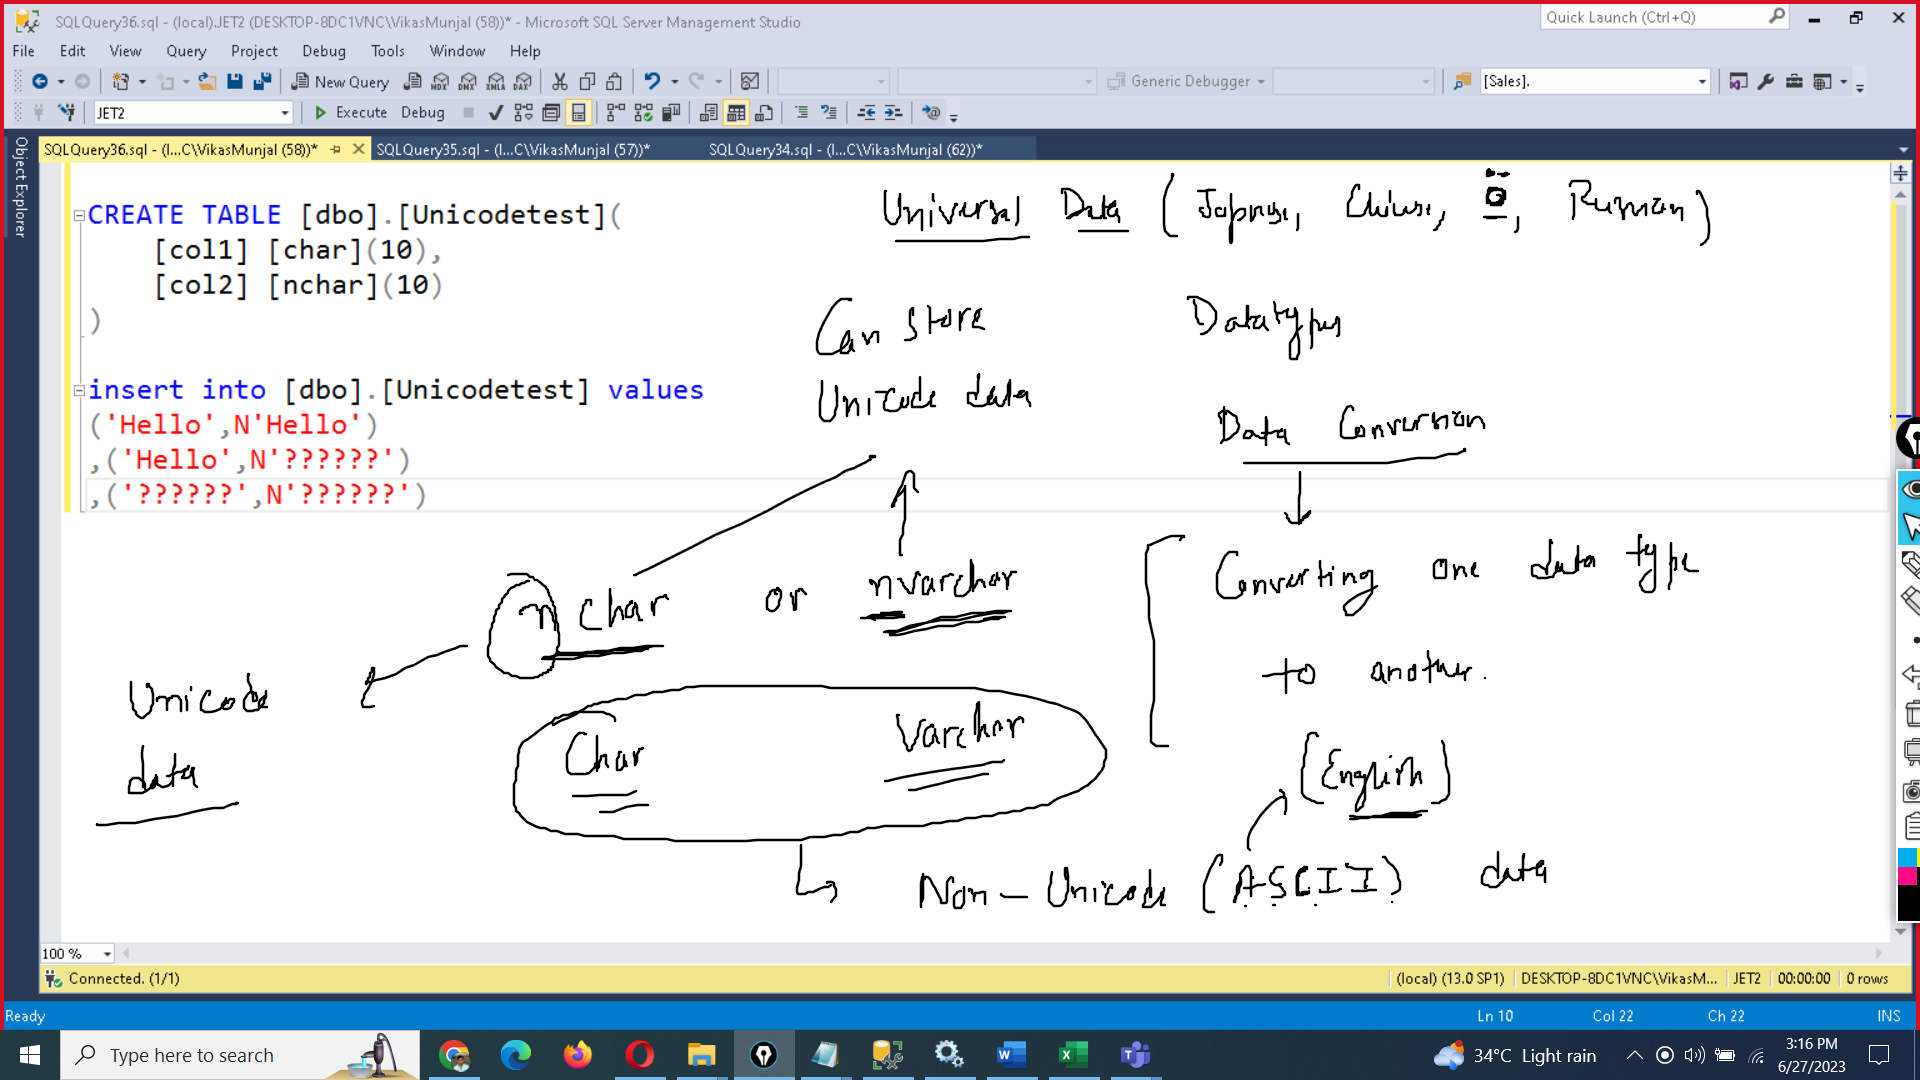 SQLQuery36.sql - (local).JET2 (DESKTOP-8DC1VNC\VikasMunjal (58))* - Microsoft SQL Server Management Studio
Quick Launch (Ctrl+Q)
File Edit View Query Project Debug Tools Window Help
New Query
MDX DMX XMLA DAX
Generic Debugger
[Sales].
JET2
Execute Debug
Object Explorer
SQLQuery36.sql - (l...C\VikasMunjal (58))*
SQLQuery35.sql - (l...C\VikasMunjal (57))*
SQLQuery34.sql - (l...C\VikasMunjal (62))*
CREATE TABLE [dbo].[Unicodetest](
[col1] [char](10),
[col2] [nchar](10)
)
insert into [dbo].[Unicodetest] values
('Hello',N'Hello')
,('Hello',N'??????')
,('??????',N'??????')
Universal Data (Japnese, Chinese, ö, Rumman)
Can store
Unicode data
Datatypes
Data Conversion
Converting one data type
to another.
nchar or nvarchar
Unicode
data
Char Varchar
(English)
Non-Unicode (ASCII) data
100 %
Connected. (1/1)
(local) (13.0 SP1) DESKTOP-8DC1VNC\VikasM... JET2 00:00:00 0 rows
Ready
Ln 10 Col 22 Ch 22 INS
Type here to search
34°C Light rain
3:16 PM
6/27/2023